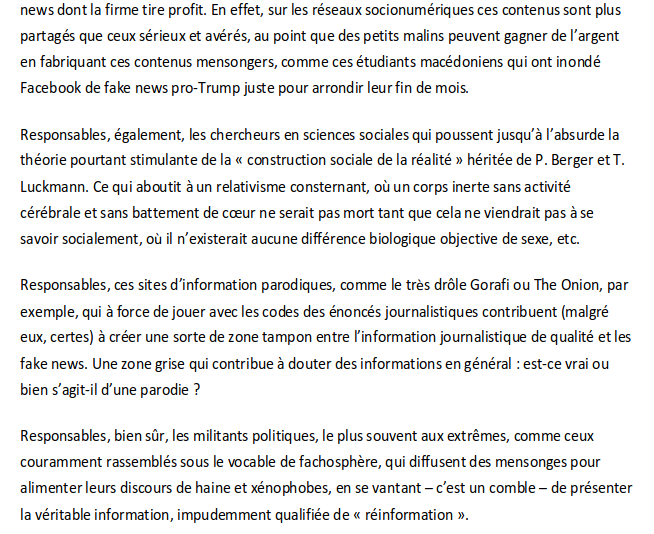 news dont la firme tire profit. En effet, sur les réseaux socionumériques ces contenus sont plus
partagés que ceux sérieux et avérés, au point que des petits malins peuvent gagner de l’argent
en fabriquant ces contenus mensongers, comme ces étudiants macédoniens qui ont inondé
Facebook de fake news pro-Trump juste pour arrondir leur fin de mois.
Responsables, également, les chercheurs en sciences sociales qui poussent jusqu’à l’absurde la
théorie pourtant stimulante de la « construction sociale de la réalité » héritée de P. Berger et T.
Luckmann. Ce qui aboutit à un relativisme consternant, où un corps inerte sans activité
cérébrale et sans battement de cœur ne serait pas mort tant que cela ne viendrait pas à se
savoir socialement, où il n’existerait aucune différence biologique objective de sexe, etc.
Responsables, ces sites d’information parodiques, comme le très drôle Gorafi ou The Onion, par
exemple, qui à force de jouer avec les codes des énoncés journalistiques contribuent (malgré
eux, certes) à créer une sorte de zone tampon entre l’information journalistique de qualité et les
fake news. Une zone grise qui contribue à douter des informations en général : est-ce vrai ou
bien s’agit-il d’une parodie ?
Responsables, bien sûr, les militants politiques, le plus souvent aux extrêmes, comme ceux
couramment rassemblés sous le vocable de fachosphère, qui diffusent des mensonges pour
alimenter leurs discours de haine et xénophobes, en se vantant – c’est un comble – de présenter
la véritable information, impudemment qualifiée de « réinformation ».